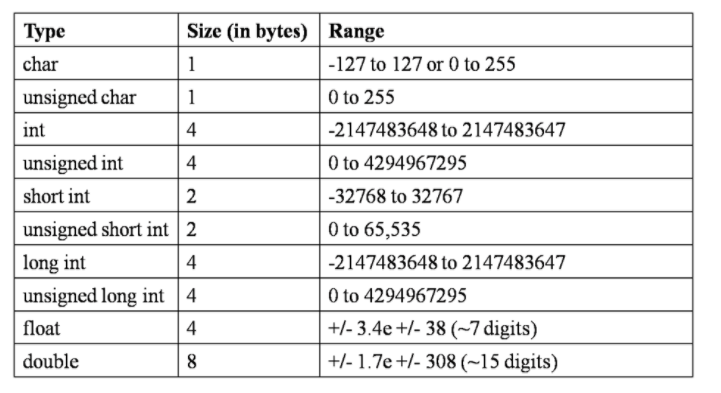 Type Size (in bytes) Range
char 1 -127 to 127 or 0 to 255
unsigned char 1 0 to 255
int 4 -2147483648 to 2147483647
unsigned int 4 0 to 4294967295
short int 2 -32768 to 32767
unsigned short int 2 0 to 65,535
long int 4 -2147483648 to 2147483647
unsigned long int 4 0 to 4294967295
float 4 +/- 3.4e +/- 38 (~7 digits)
double 8 +/- 1.7e +/- 308 (~15 digits)